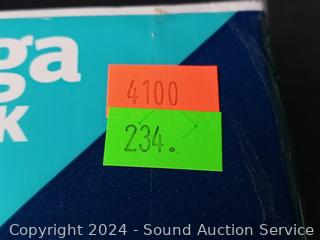 ga
k
4100
234.
Copyright 2024 - Sound Auction Service